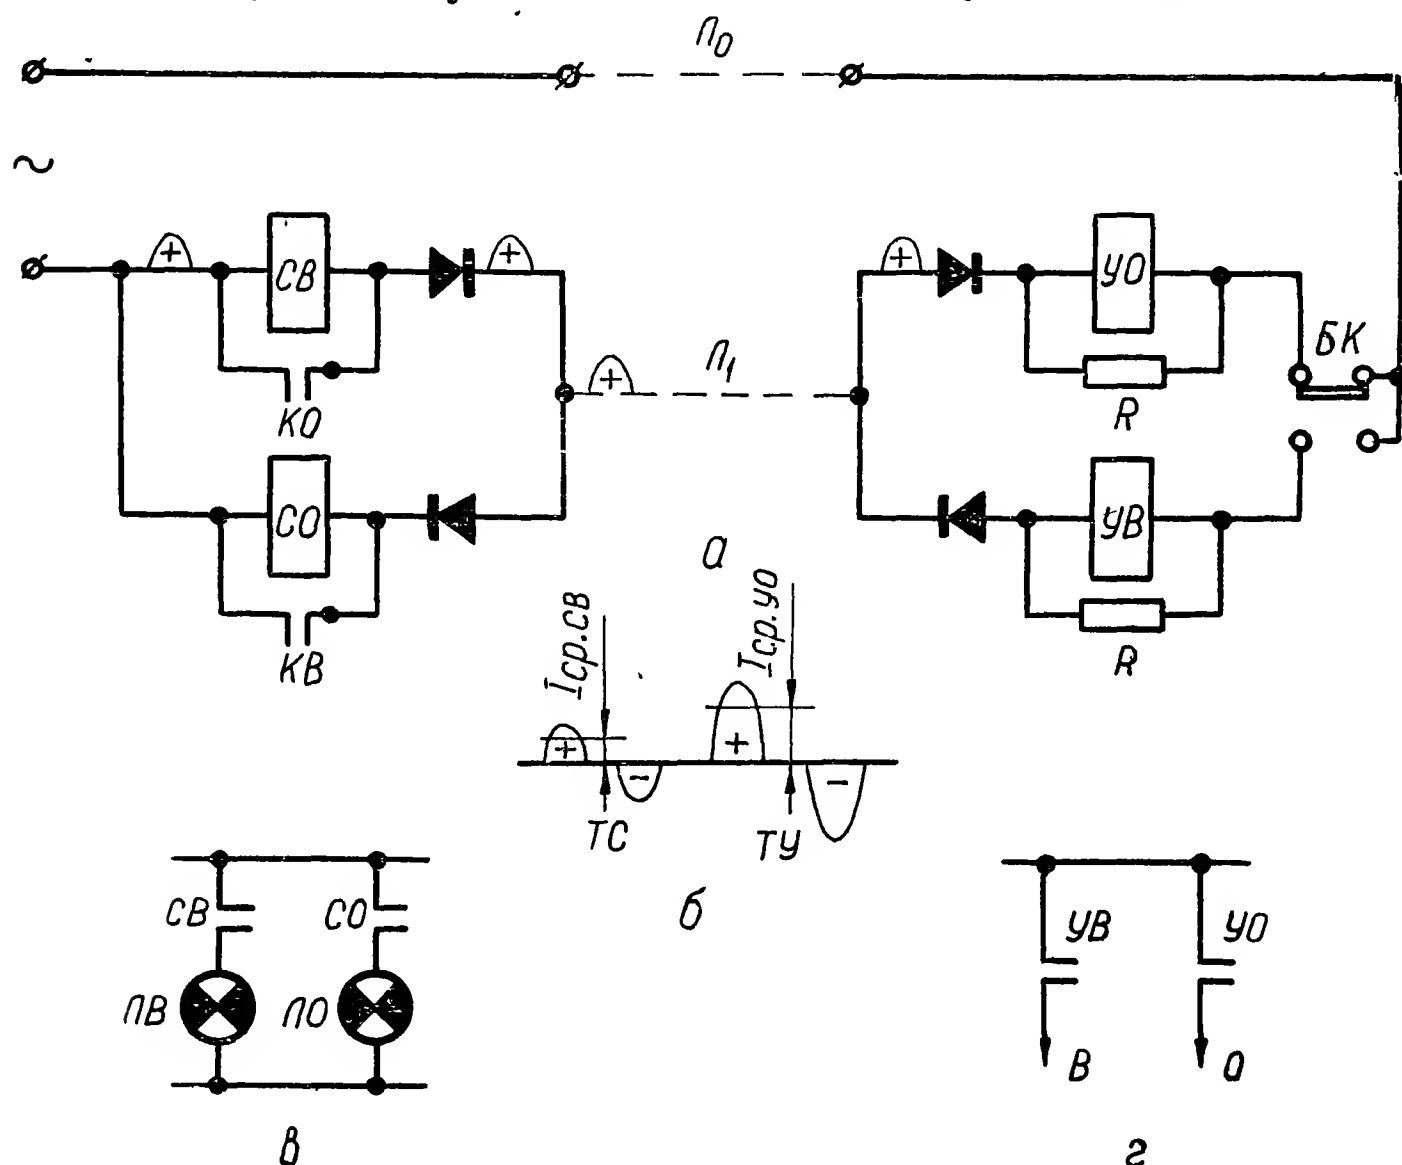 Л₀
~
+
+
+
СВ
УО
БК
+
Л₁
КО
R
СО
УВ
а
КВ
R
Iср.св
Iср.уо
+
+
−
−
ТС
ТУ
б
СВ
СО
УВ
УО
ЛВ
ЛО
В
О
в
г